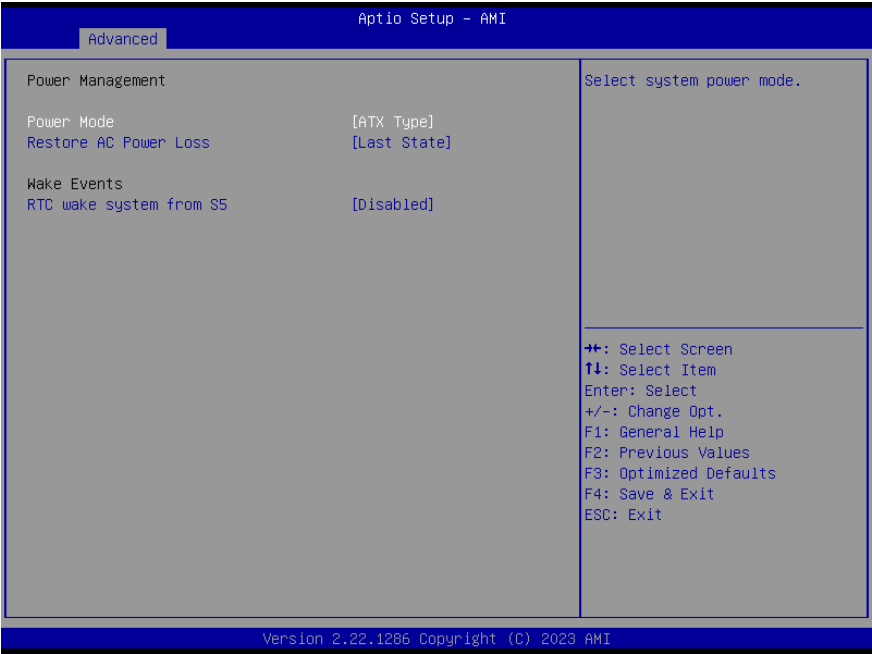 Aptio Setup – AMI
Advanced
Power Management
Power Mode [ATX Type]
Restore AC Power Loss [Last State]
Wake Events
RTC wake system from S5 [Disabled]
Select system power mode.
→←: Select Screen
↑↓: Select Item
Enter: Select
+/-: Change Opt.
F1: General Help
F2: Previous Values
F3: Optimized Defaults
F4: Save & Exit
ESC: Exit
Version 2.22.1286 Copyright (C) 2023 AMI